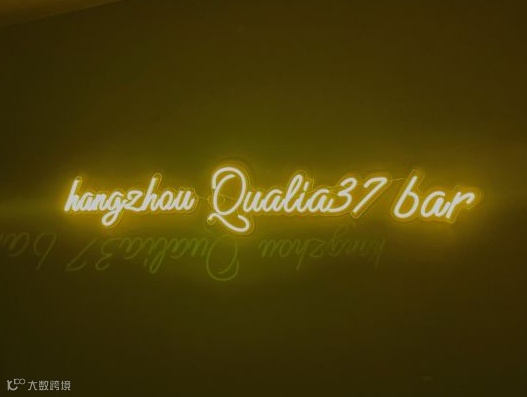 hangzhou Qualia37 bar
大数跨境